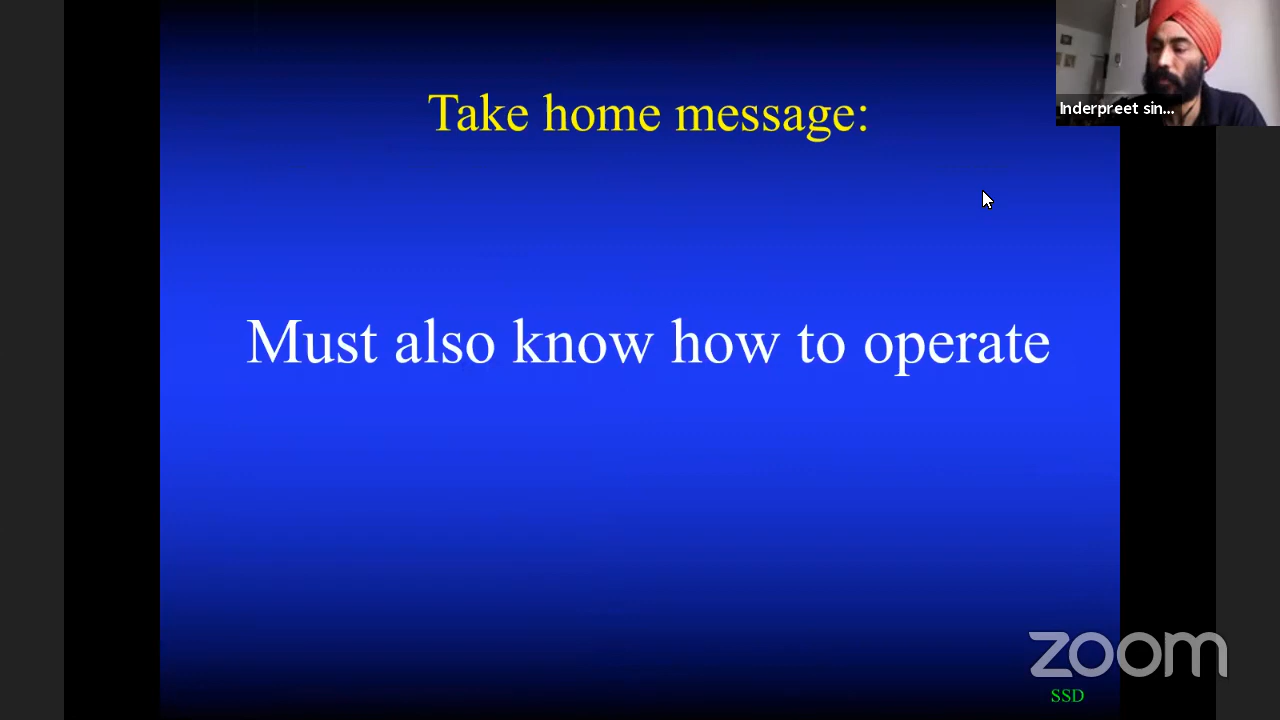 Take home message:
Inderpreet sin...
Must also know how to operate
zoom
SSD